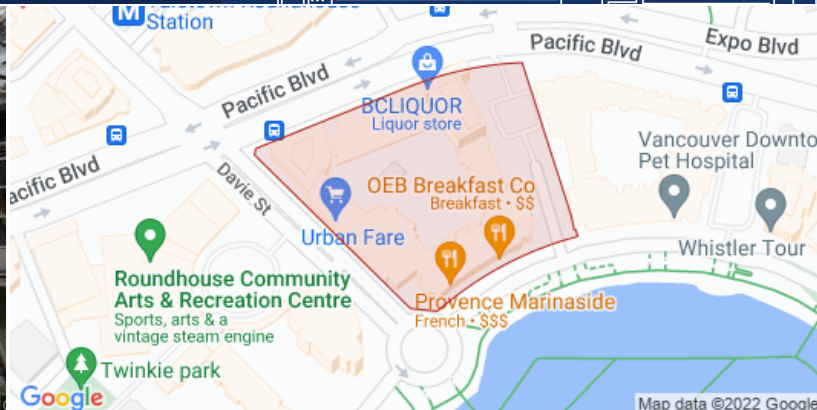 M
Station
Pacific Blvd
Expo Blvd
Pacific Blvd
BCLIQUOR
Liquor store
Vancouver Downto
Pet Hospital
acific Blvd
Davie St
OEB Breakfast Co
Breakfast • $$
Urban Fare
Whistler Tour
Roundhouse Community
Arts & Recreation Centre
Sports, arts & a
vintage steam engine
Provence Marinaside
French • $$$
Twinkie park
Google
Map data ©2022 Google